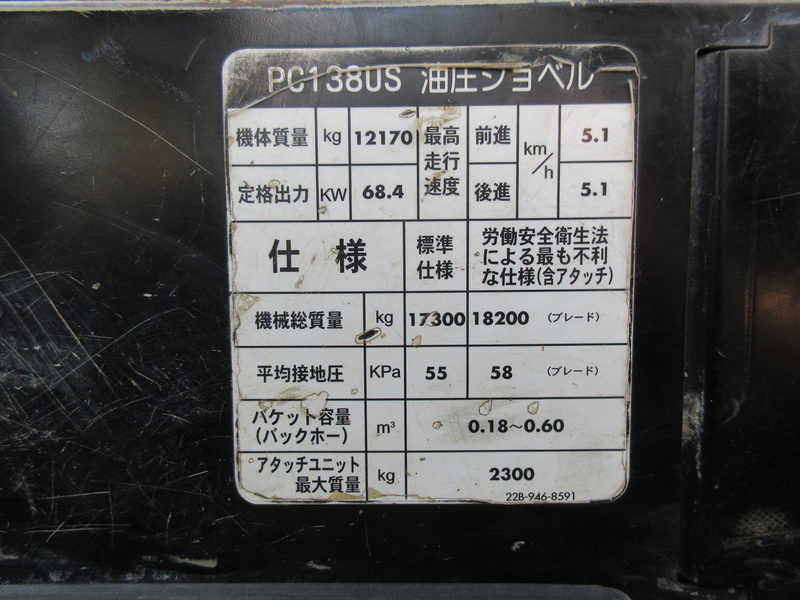 PC138US 油圧ショベル
機体質量 kg 12170 最高走行速度 前進 km/h 5.1
定格出力 KW 68.4 後進 5.1
仕様 標準仕様 労働安全衛生法による最も不利な仕様(含アタッチ)
機械総質量 kg 17300 18200 (ブレード)
平均接地圧 KPa 55 58 (ブレード)
バケット容量(バックホー) m³ 0.18~0.60
アタッチユニット最大質量 kg 2300
22B-946-8591